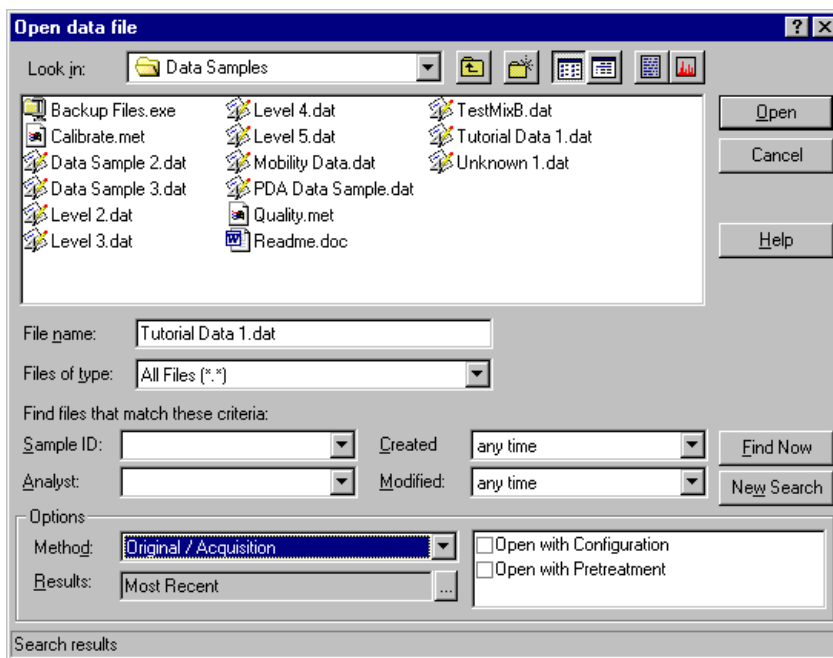 Open data file
Look in: Data Samples
Backup Files.exe Level 4.dat TestMixB.dat
Calibrate.met Level 5.dat Tutorial Data 1.dat
Data Sample 2.dat Mobility Data.dat Unknown 1.dat
Data Sample 3.dat PDA Data Sample.dat
Level 2.dat Quality.met
Level 3.dat Readme.doc
Open
Cancel
Help
File name: Tutorial Data 1.dat
Files of type: All Files (*.*)
Find files that match these criteria:
Sample ID: Created any time Find Now
Analyst: Modified: any time New Search
Options
Method: Original / Acquisition Open with Configuration
Open with Pretreatment
Results: Most Recent ...
Search results